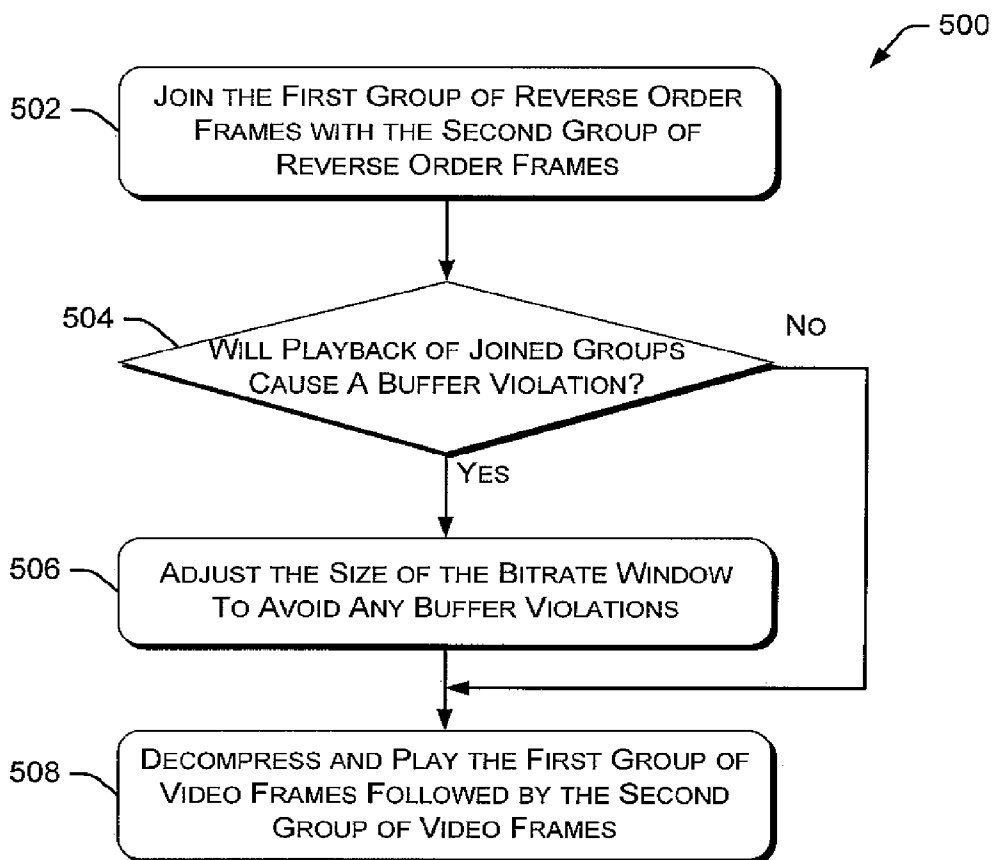 500
502
JOIN THE FIRST GROUP OF REVERSE ORDER
FRAMES WITH THE SECOND GROUP OF
REVERSE ORDER FRAMES
504
WILL PLAYBACK OF JOINED GROUPS
CAUSE A BUFFER VIOLATION?
NO
YES
506
ADJUST THE SIZE OF THE BITRATE WINDOW
TO AVOID ANY BUFFER VIOLATIONS
508
DECOMPRESS AND PLAY THE FIRST GROUP OF
VIDEO FRAMES FOLLOWED BY THE SECOND
GROUP OF VIDEO FRAMES